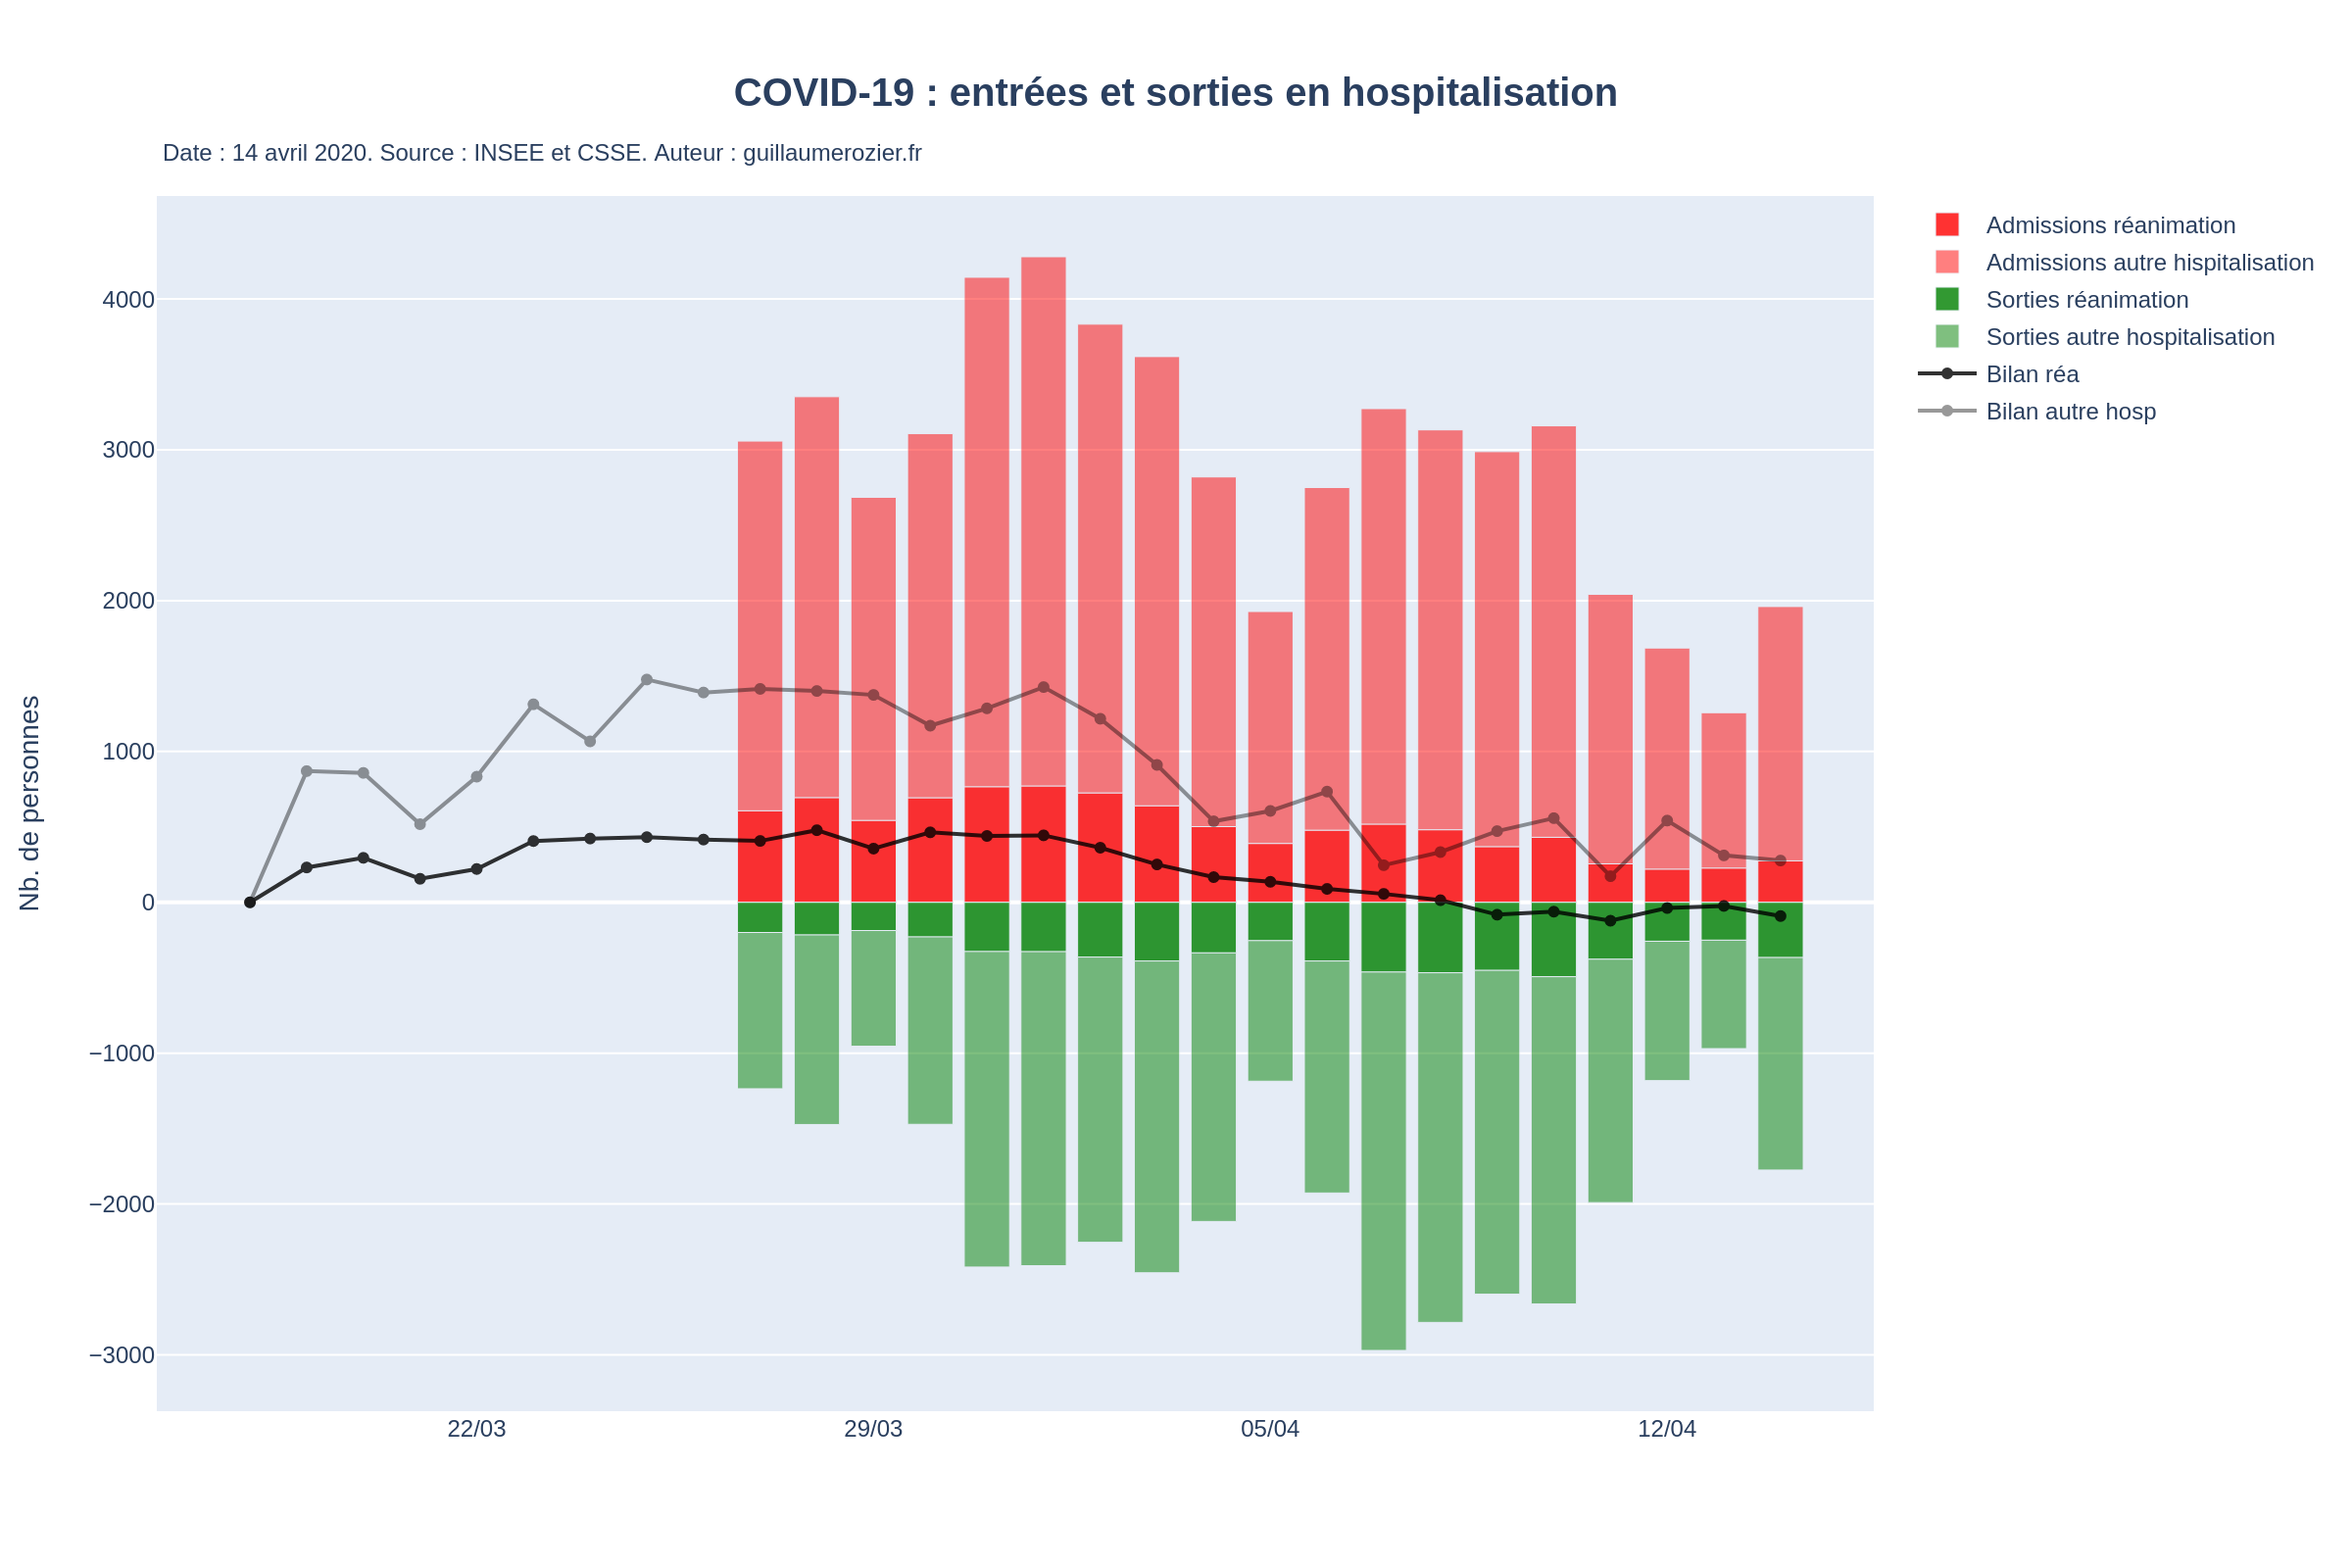 COVID-19 : entrées et sorties en hospitalisation
Date : 14 avril 2020. Source : INSEE et CSSE. Auteur : guillaumerozier.fr
Admissions réanimation
Admissions autre hispitalisation
Sorties réanimation
Sorties autre hospitalisation
Bilan réa
Bilan autre hosp
Nb. de personnes
4000
3000
2000
1000
0
−1000
−2000
−3000
22/03
29/03
05/04
12/04